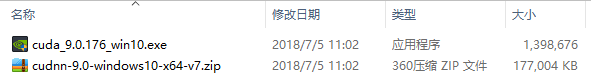 名称 修改日期 类型 大小
cuda_9.0.176_win10.exe 2018/7/5 11:02 应用程序 1,398,676
cudnn-9.0-windows10-x64-v7.zip 2018/7/5 11:02 360压缩 ZIP 文件 177,004 KB